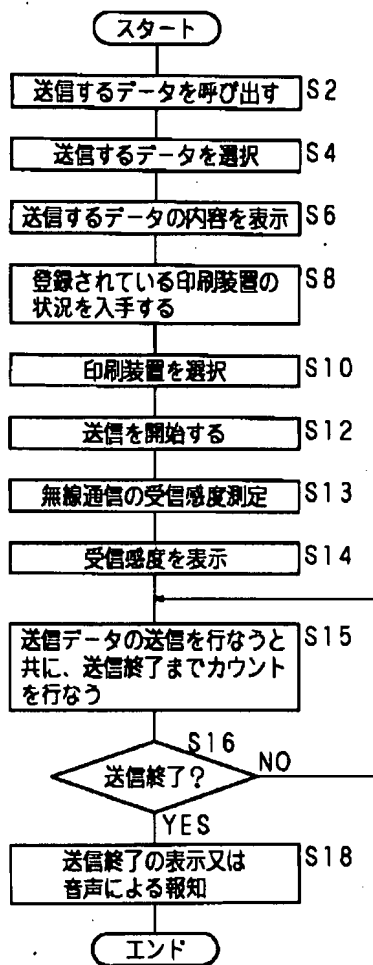 スタート
送信するデータを呼び出す S2
送信するデータを選択 S4
送信するデータの内容を表示 S6
登録されている印刷装置の S8
状況を入手する
印刷装置を選択 S10
送信を開始する S12
無線通信の受信感度測定 S13
受信感度を表示 S14
送信データの送信を行なうと S15
共に、送信終了までカウント
を行なう
S16
送信終了? NO
YES
送信終了の表示又は S18
音声による報知
エンド